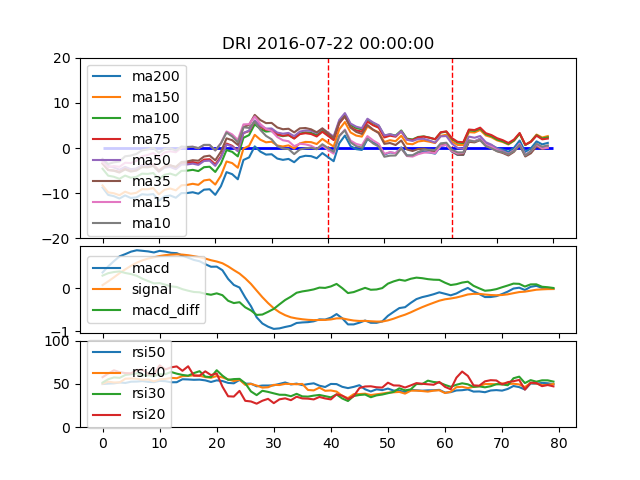 DRI 2016-07-22 00:00:00
20
10
0
−10
−20
ma200
ma150
ma100
ma75
ma50
ma35
ma15
ma10
0
−1
macd
signal
macd_diff
100
50
0
rsi50
rsi40
rsi30
rsi20
0 10 20 30 40 50 60 70 80